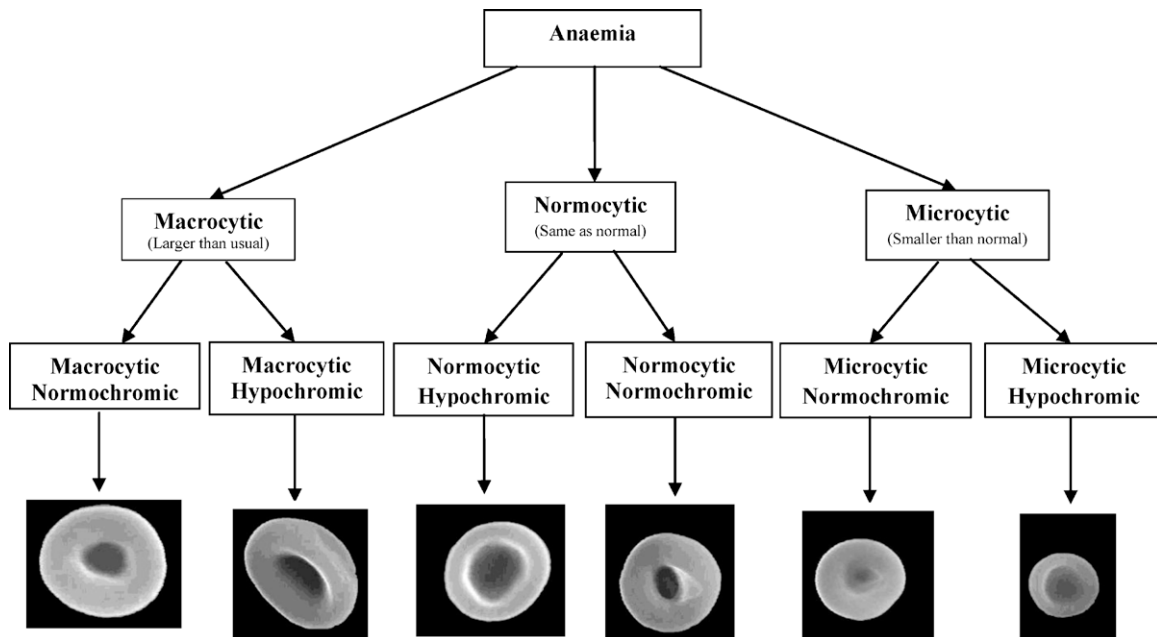 Anaemia
Macrocytic
(Larger than usual)
Normocytic
(Same as normal)
Microcytic
(Smaller than normal)
Macrocytic
Normochromic
Macrocytic
Hypochromic
Normocytic
Hypochromic
Normocytic
Normochromic
Microcytic
Normochromic
Microcytic
Hypochromic